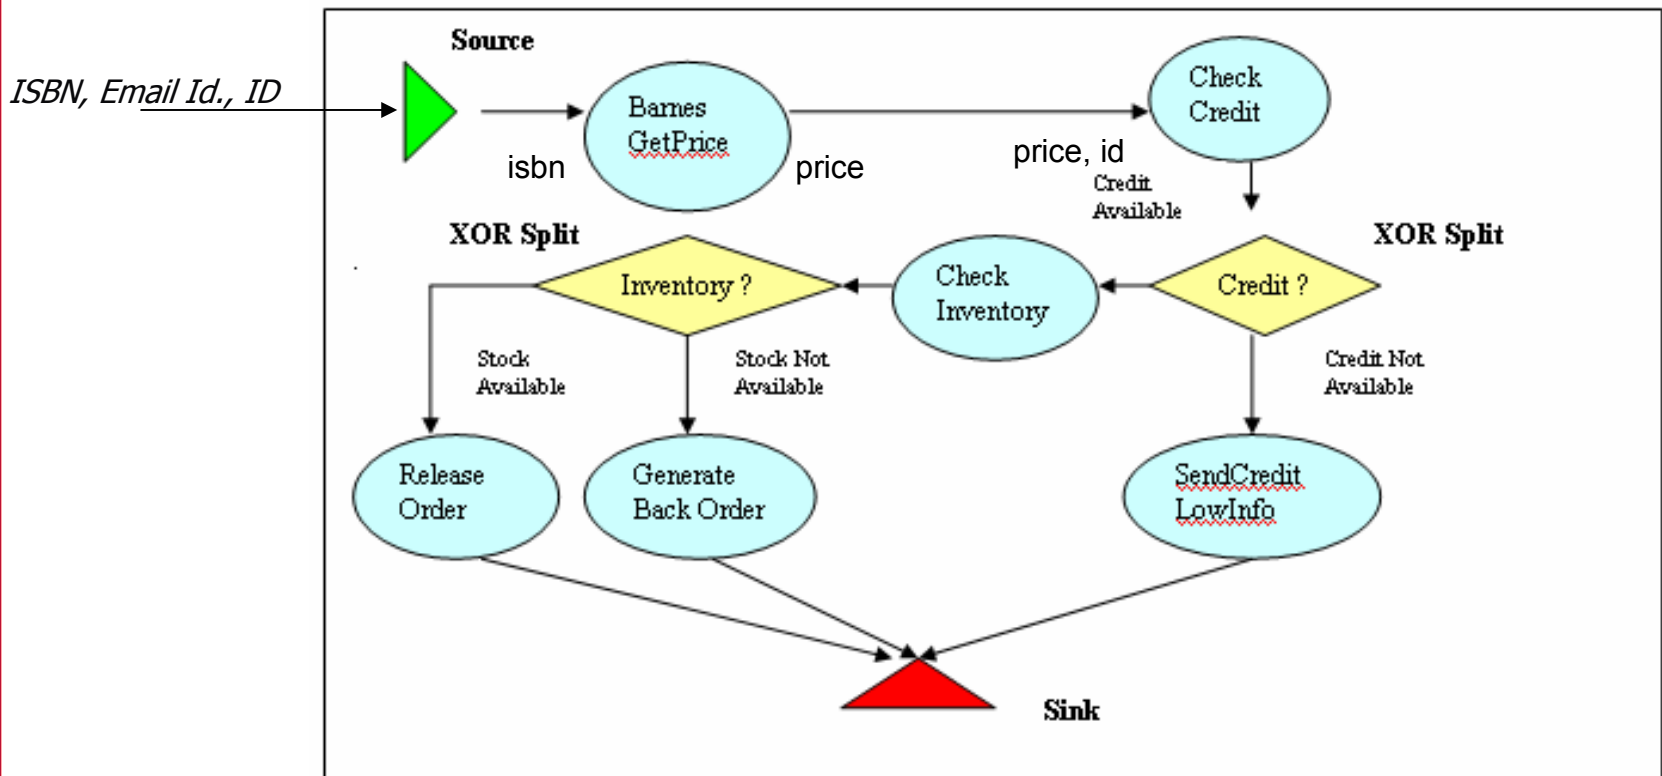 Source
ISBN, Email Id., ID
Barnes
GetPrice
Check
Credit
isbn
price
price, id
Credit
Available
XOR Split
XOR Split
Inventory ?
Check
Inventory
Credit ?
Stock
Available
Stock Not
Available
Credit Not
Available
Release
Order
Generate
Back Order
SendCredit
LowInfo
Sink